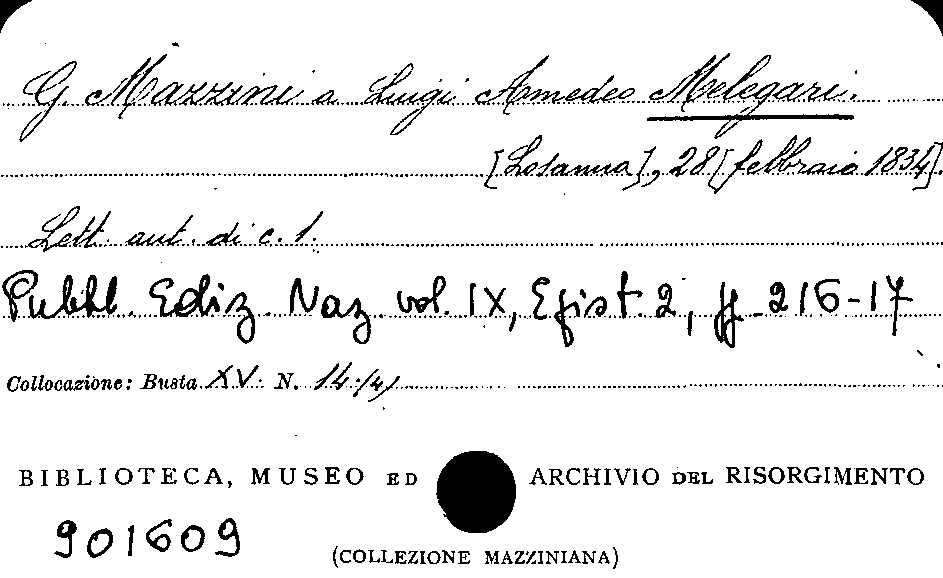 G. Mazzini a Luigi Amedeo Melegari.
[Losanna], 28 [febbraio 1834].
Lett. aut. di c. 1.
Pubbl. Ediz. Naz. vol. IX, Epist. 2, pp. 216-17
Collocazione: Busta XV. N. 14/4)
BIBLIOTECA, MUSEO ED ARCHIVIO DEL RISORGIMENTO
901609
(COLLEZIONE MAZZINIANA)